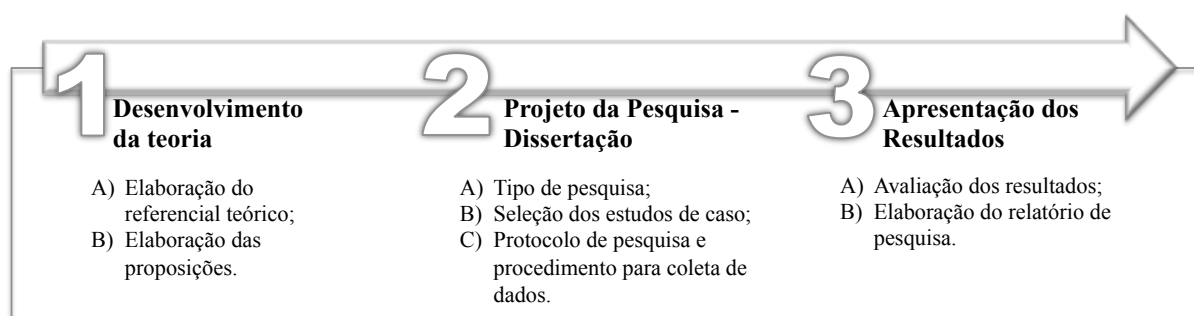 1
Desenvolvimento
da teoria
A) Elaboração do
referencial teórico;
B) Elaboração das
proposições.
2
Projeto da Pesquisa -
Dissertação
A) Tipo de pesquisa;
B) Seleção dos estudos de caso;
C) Protocolo de pesquisa e
procedimento para coleta de
dados.
3
Apresentação dos
Resultados
A) Avaliação dos resultados;
B) Elaboração do relatório de
pesquisa.